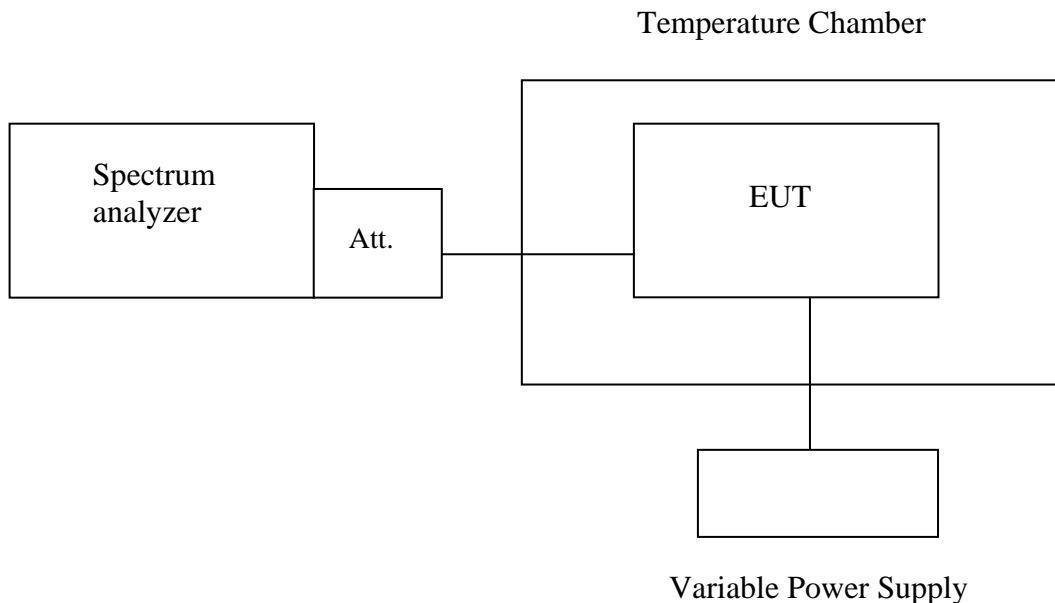 Temperature Chamber
Spectrum
analyzer
Att.
EUT
Variable Power Supply